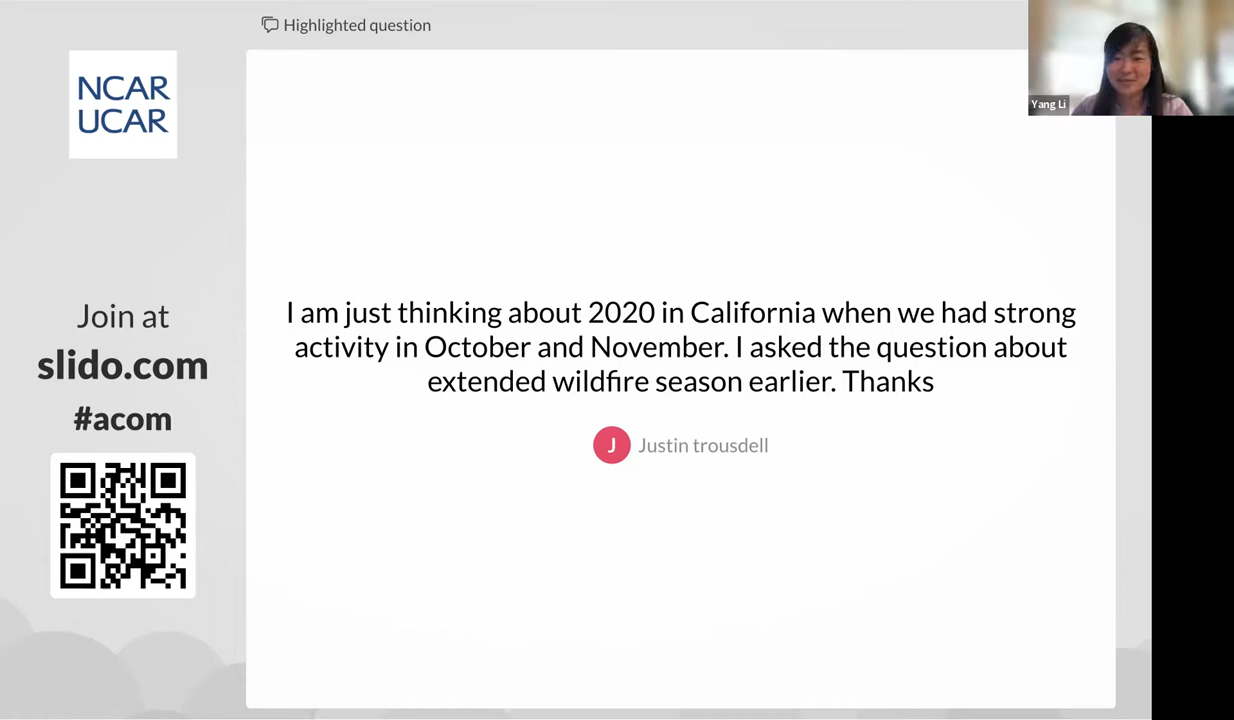 Highlighted question
NCAR
UCAR
Yang Li
Join at
slido.com
#acom
I am just thinking about 2020 in California when we had strong
activity in October and November. I asked the question about
extended wildfire season earlier. Thanks
J Justin trousdell